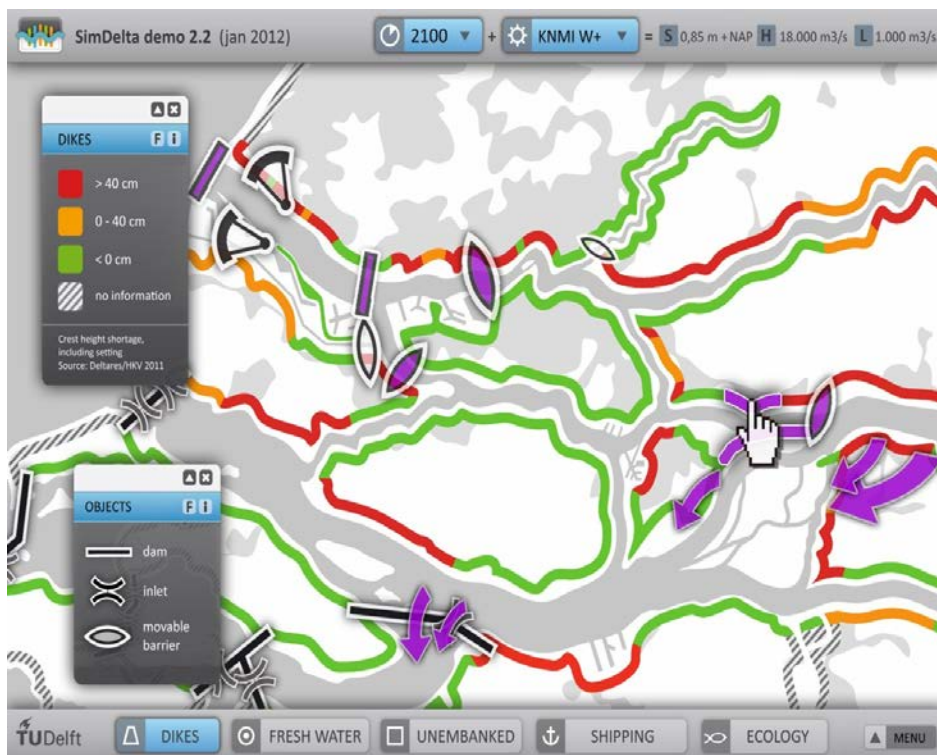 SimDelta demo 2.2 (jan 2012)
2100 + KNMI W+ = S 0,85 m +NAP H 18.000 m3/s L 1.000 m3/s
DIKES F i
> 40 cm
0 - 40 cm
< 0 cm
no information
Crest height shortage,
including setting
Source: Deltares/HKV 2011
OBJECTS F i
dam
inlet
movable
barrier
TUDelft DIKES FRESH WATER UNEMBANKED SHIPPING ECOLOGY MENU